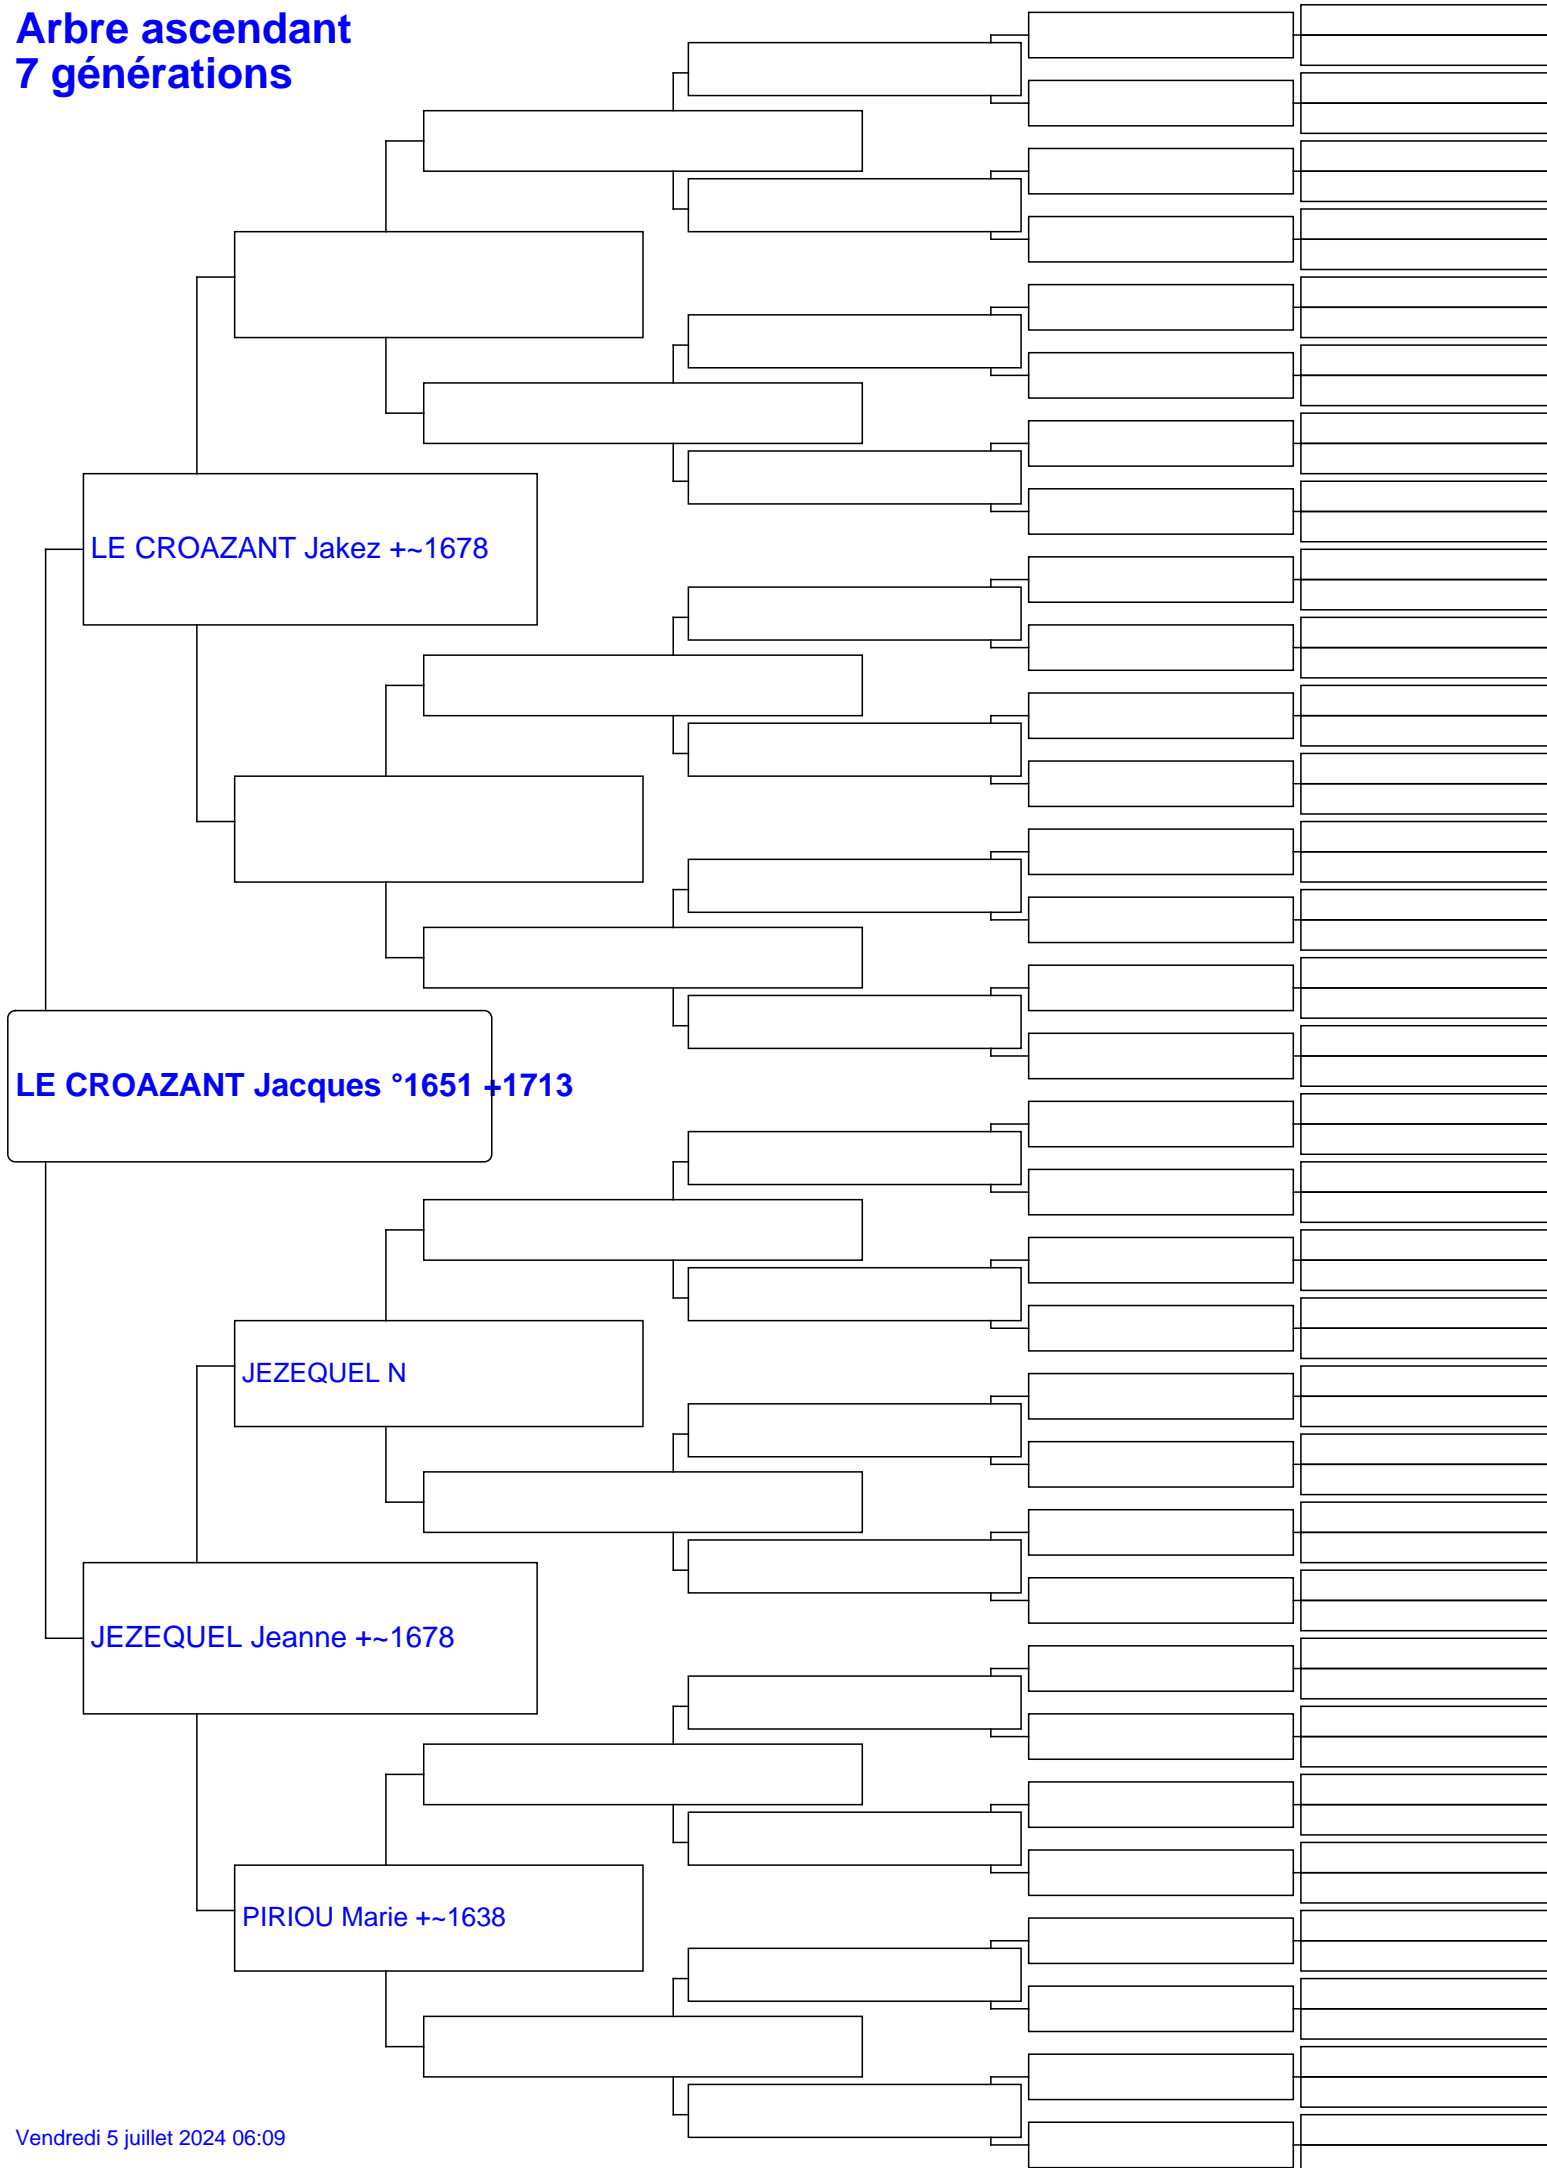 Arbre ascendant
7 générations
LE CROAZANT Jakez +~1678
LE CROAZANT Jacques °1651 +1713
JEZEQUEL N
JEZEQUEL Jeanne +~1678
PIRIOU Marie +~1638
Vendredi 5 juillet 2024 06:09